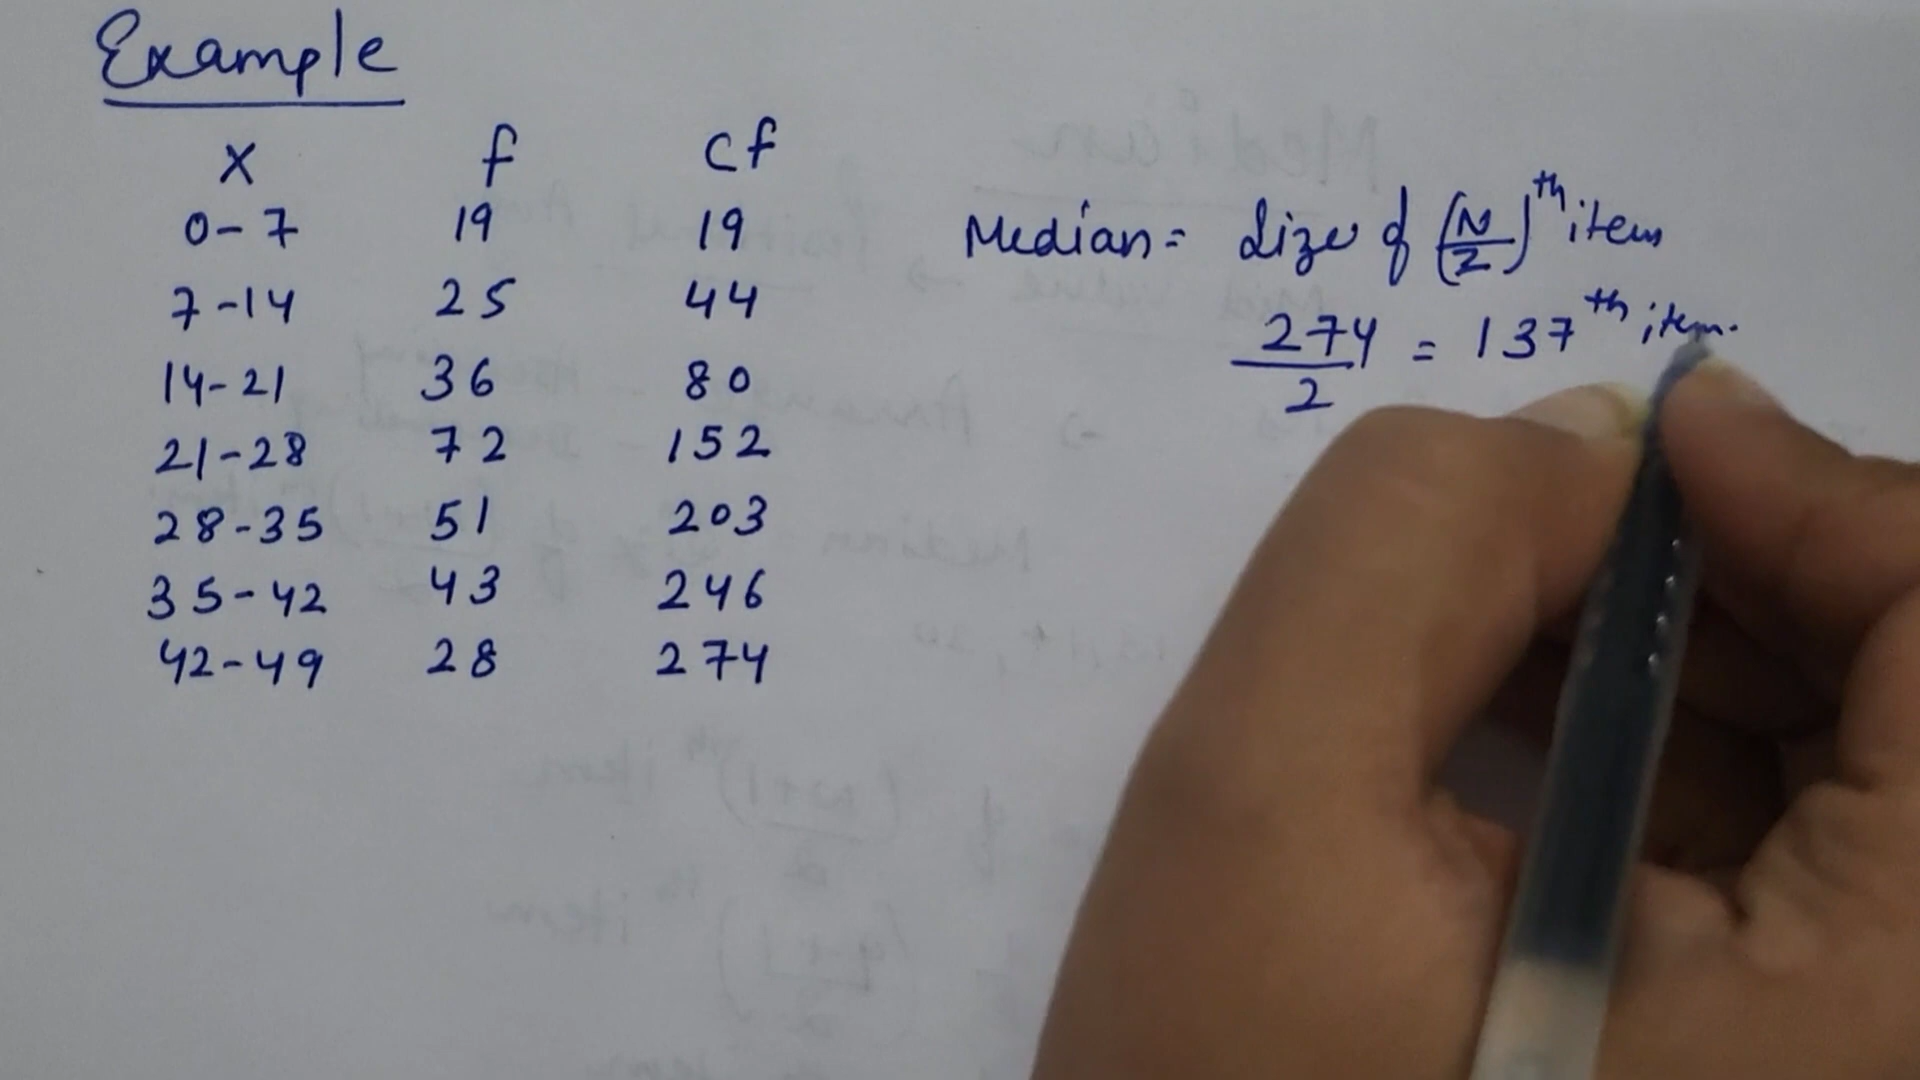 Example
x f cf
0-7 19 19
7-14 25 44
14-21 36 80
21-28 72 152
28-35 51 203
35-42 43 246
42-49 28 274
Median = Size of (N/2)th item
274/2 = 137th item.